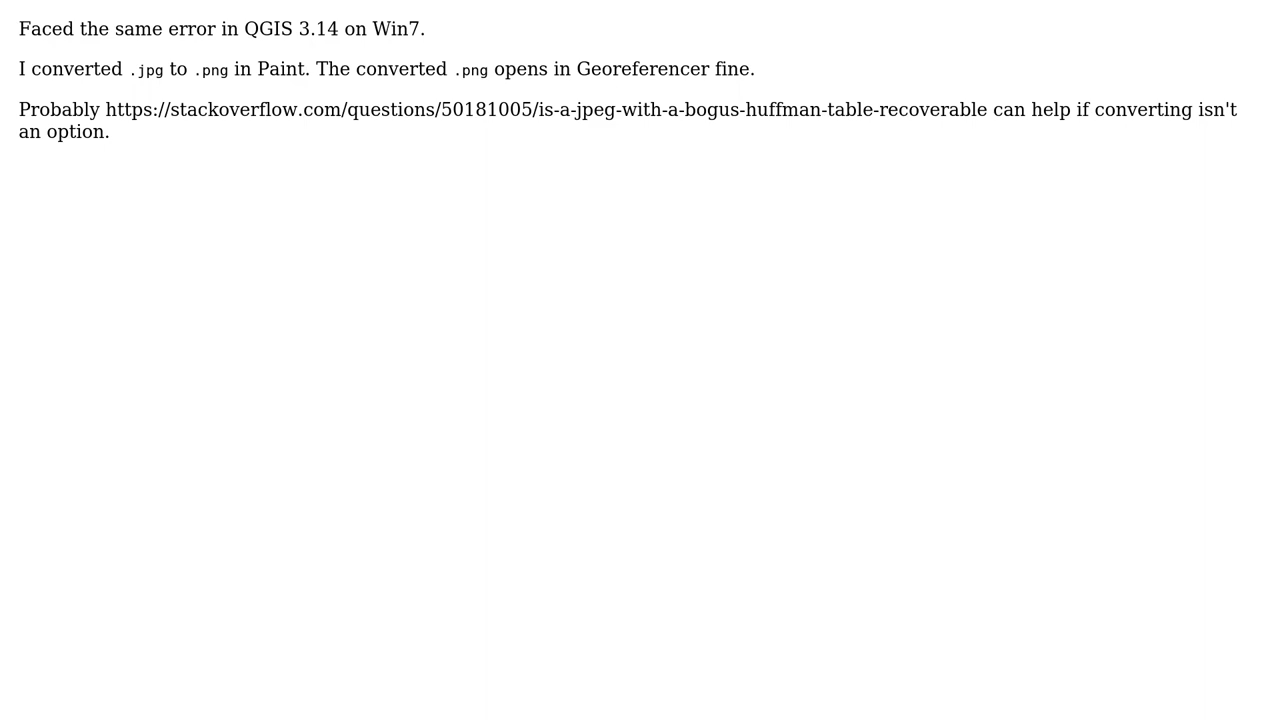 Faced the same error in QGIS 3.14 on Win7.
I converted .jpg to .png in Paint. The converted .png opens in Georeferencer fine.
Probably https://stackoverflow.com/questions/50181005/is-a-jpeg-with-a-bogus-huffman-table-recoverable can help if converting isn't
an option.